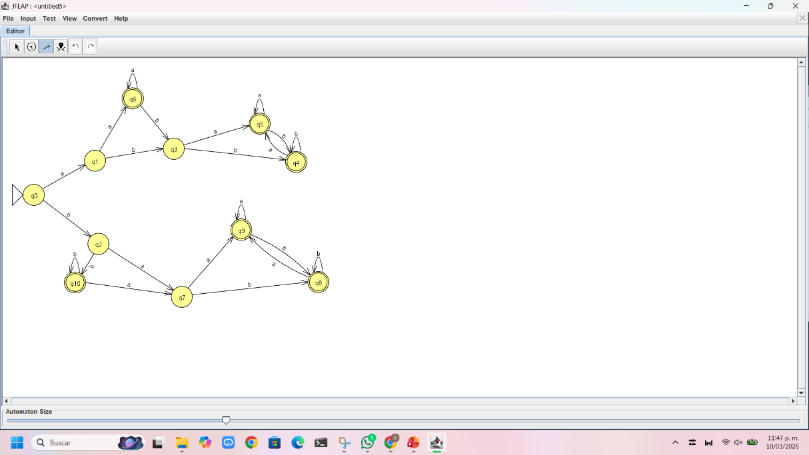 JFLAP : <untitled5>
File Input Test View Convert Help
Editor
a
q6
a
q5
a
b
a
b
b
q3
q4
q1
b
b
a
a
q0
b
a
q9
q2
b
a
b
b
b
a
a
q10
a
q7
b
q8
Automaton Size
Buscar
11:47 p. m.
10/03/2026